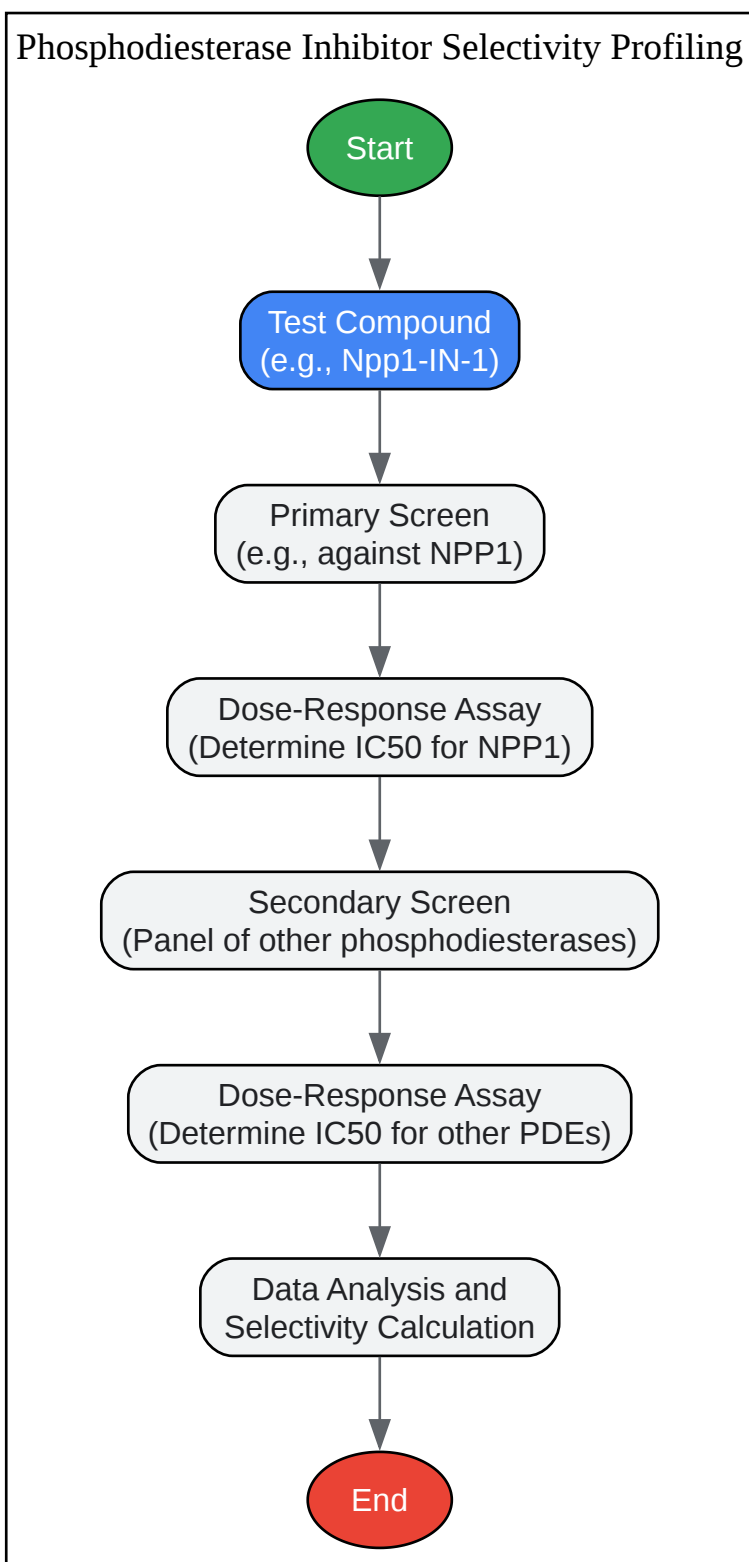 Phosphodiesterase Inhibitor Selectivity Profiling
Start
Test Compound
(e.g., Npp1-IN-1)
Primary Screen
(e.g., against NPP1)
Dose-Response Assay
(Determine IC50 for NPP1)
Secondary Screen
(Panel of other phosphodiesterases)
Dose-Response Assay
(Determine IC50 for other PDEs)
Data Analysis and
Selectivity Calculation
End